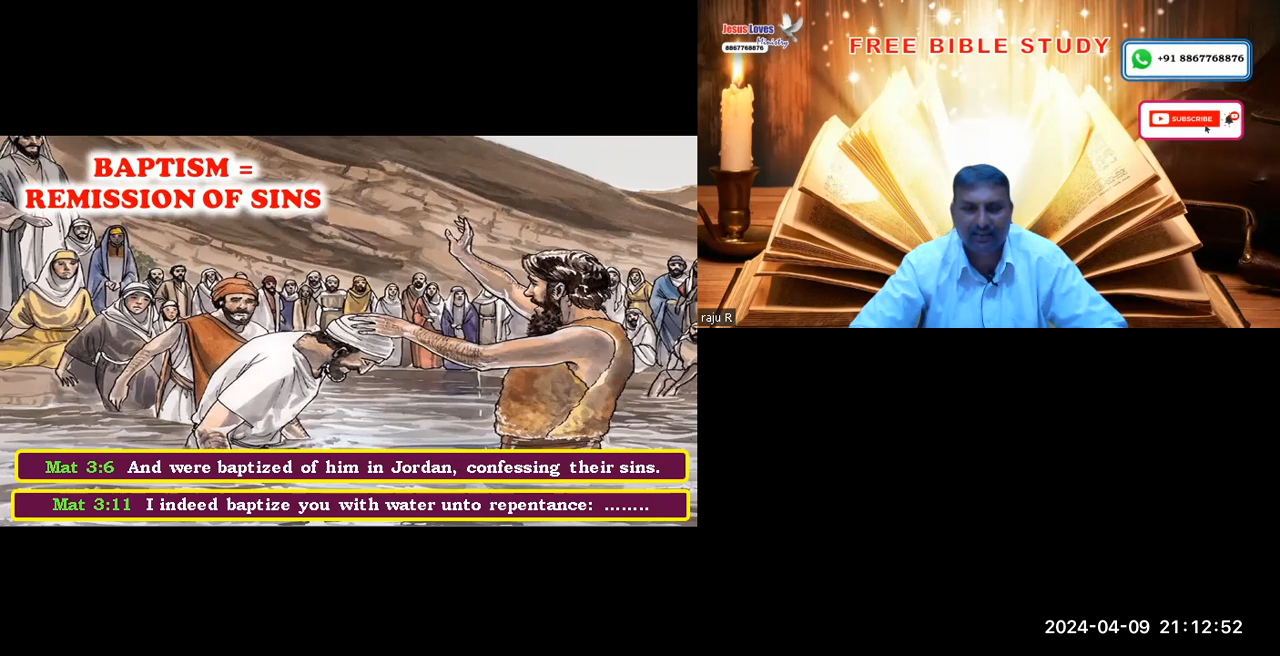 BAPTISM =
REMISSION OF SINS
Mat 3:6 And were baptized of him in Jordan, confessing their sins.
Mat 3:11 I indeed baptize you with water unto repentance: ........
Jesus Loves
Ministry
8867768876
FREE BIBLE STUDY
+91 8867768876
SUBSCRIBE
raju R
2024-04-09 21:12:52